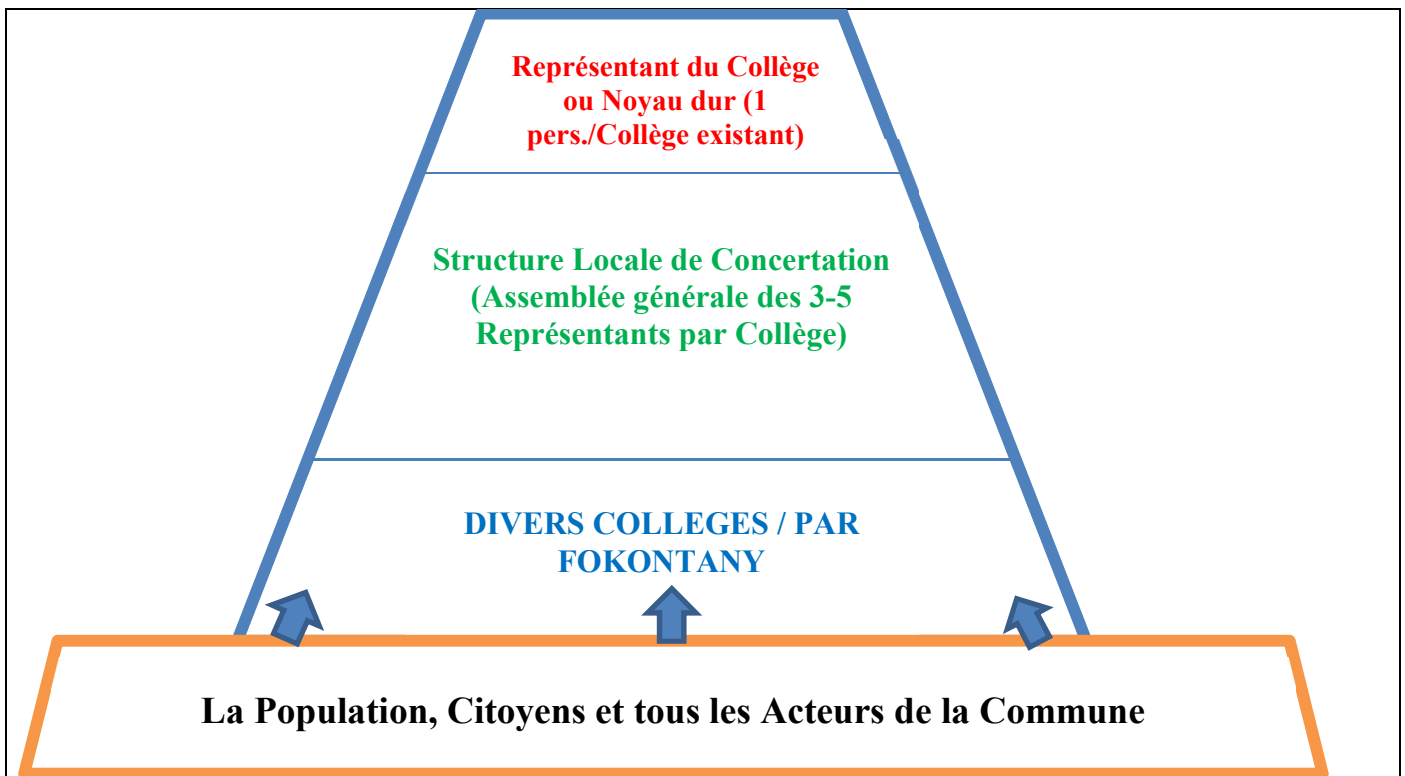 Représentant du Collège
ou Noyau dur (1
pers./Collège existant)
Structure Locale de Concertation
(Assemblée générale des 3-5
Représentants par Collège)
DIVERS COLLEGES / PAR
FOKONTANY
La Population, Citoyens et tous les Acteurs de la Commune